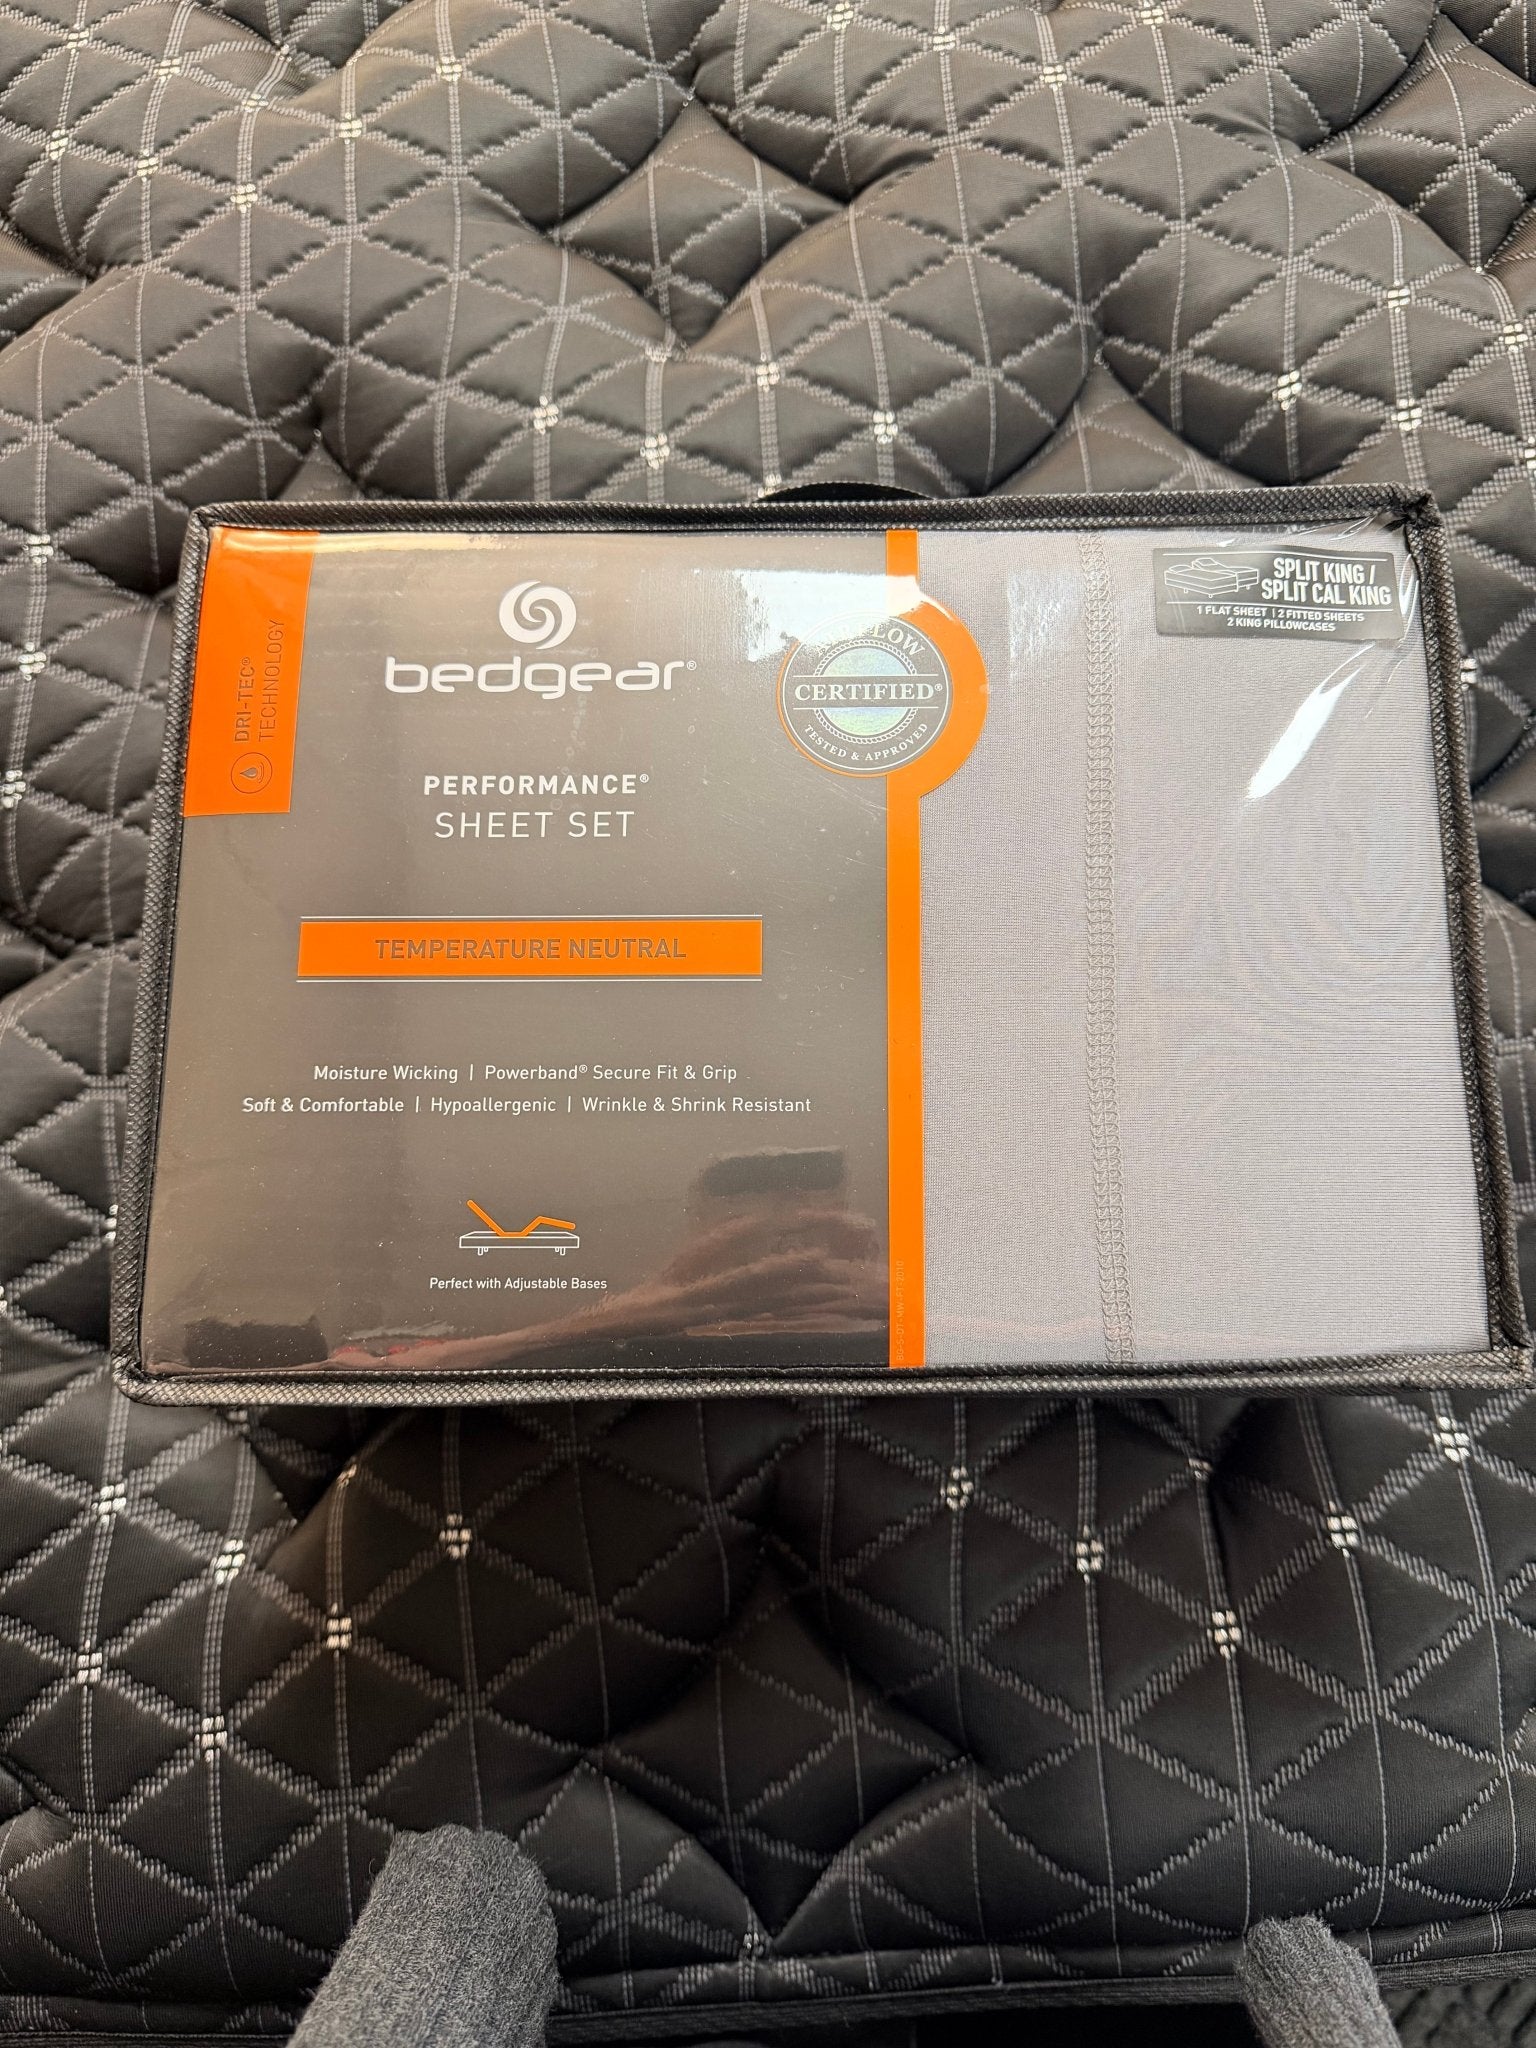 DRI-TEC®
TECHNOLOGY
bedgear®
PERFORMANCE®
SHEET SET
TEMPERATURE NEUTRAL
Moisture Wicking | Powerband® Secure Fit & Grip
Soft & Comfortable | Hypoallergenic | Wrinkle & Shrink Resistant
Perfect with Adjustable Bases
CERTIFIED®
TESTED & APPROVED
SPLIT KING /
SPLIT CAL KING
1 FLAT SHEET | 2 FITTED SHEETS
2 KING PILLOWCASES